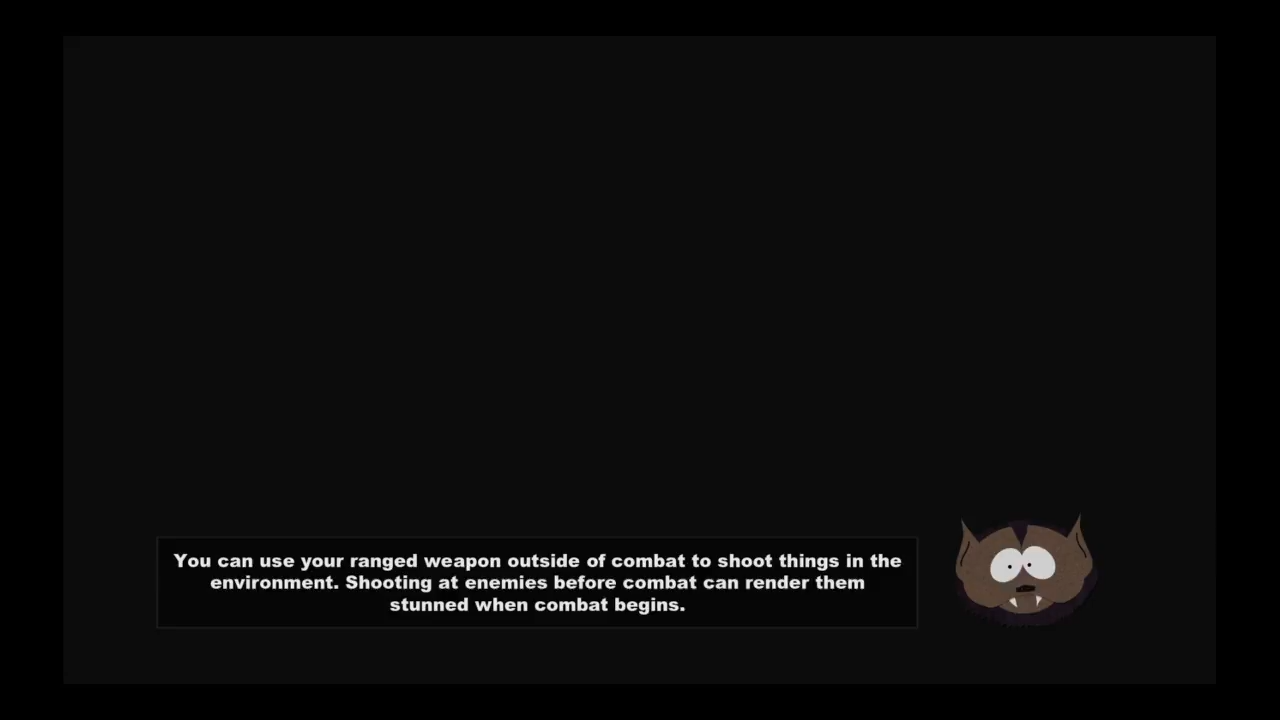 You can use your ranged weapon outside of combat to shoot things in the
environment. Shooting at enemies before combat can render them
stunned when combat begins.